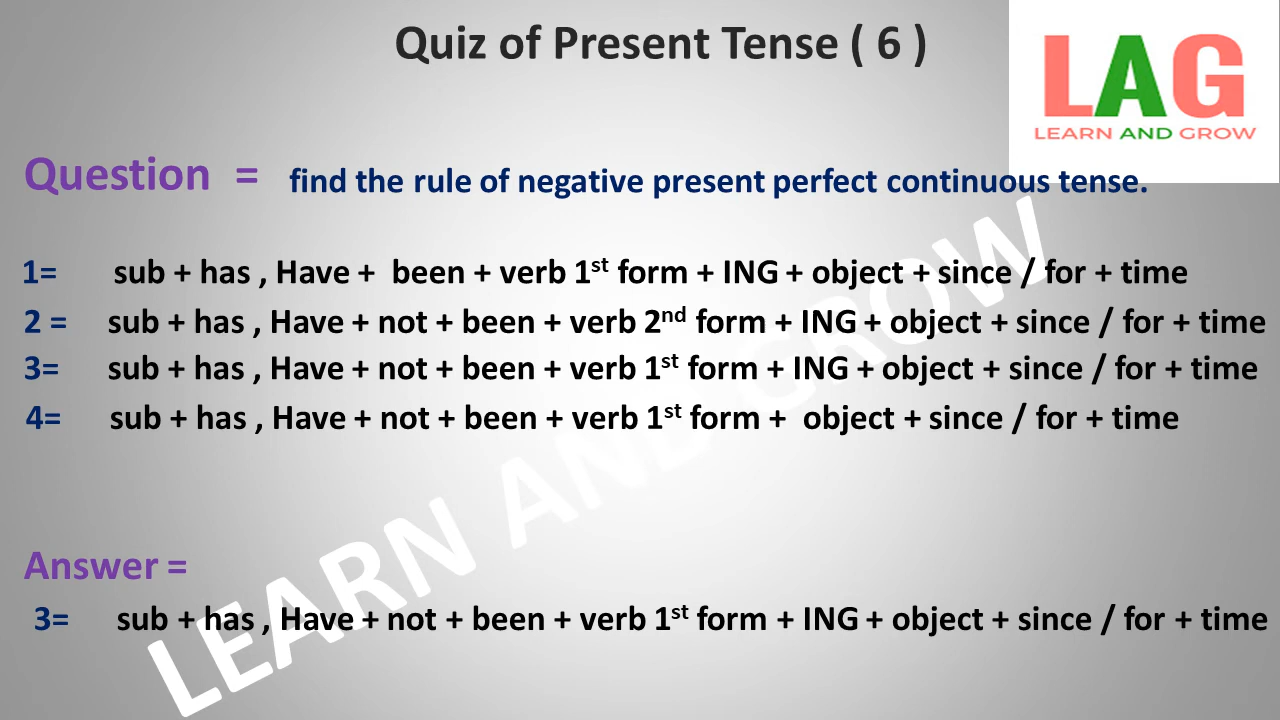 Quiz of Present Tense ( 6 )
LAG
LEARN AND GROW
Question = find the rule of negative present perfect continuous tense.
1= sub + has , Have + been + verb 1st form + ING + object + since / for + time
2 = sub + has , Have + not + been + verb 2nd form + ING + object + since / for + time
3= sub + has , Have + not + been + verb 1st form + ING + object + since / for + time
4= sub + has , Have + not + been + verb 1st form + object + since / for + time
LEARN AND GROW
Answer =
3= sub + has , Have + not + been + verb 1st form + ING + object + since / for + time